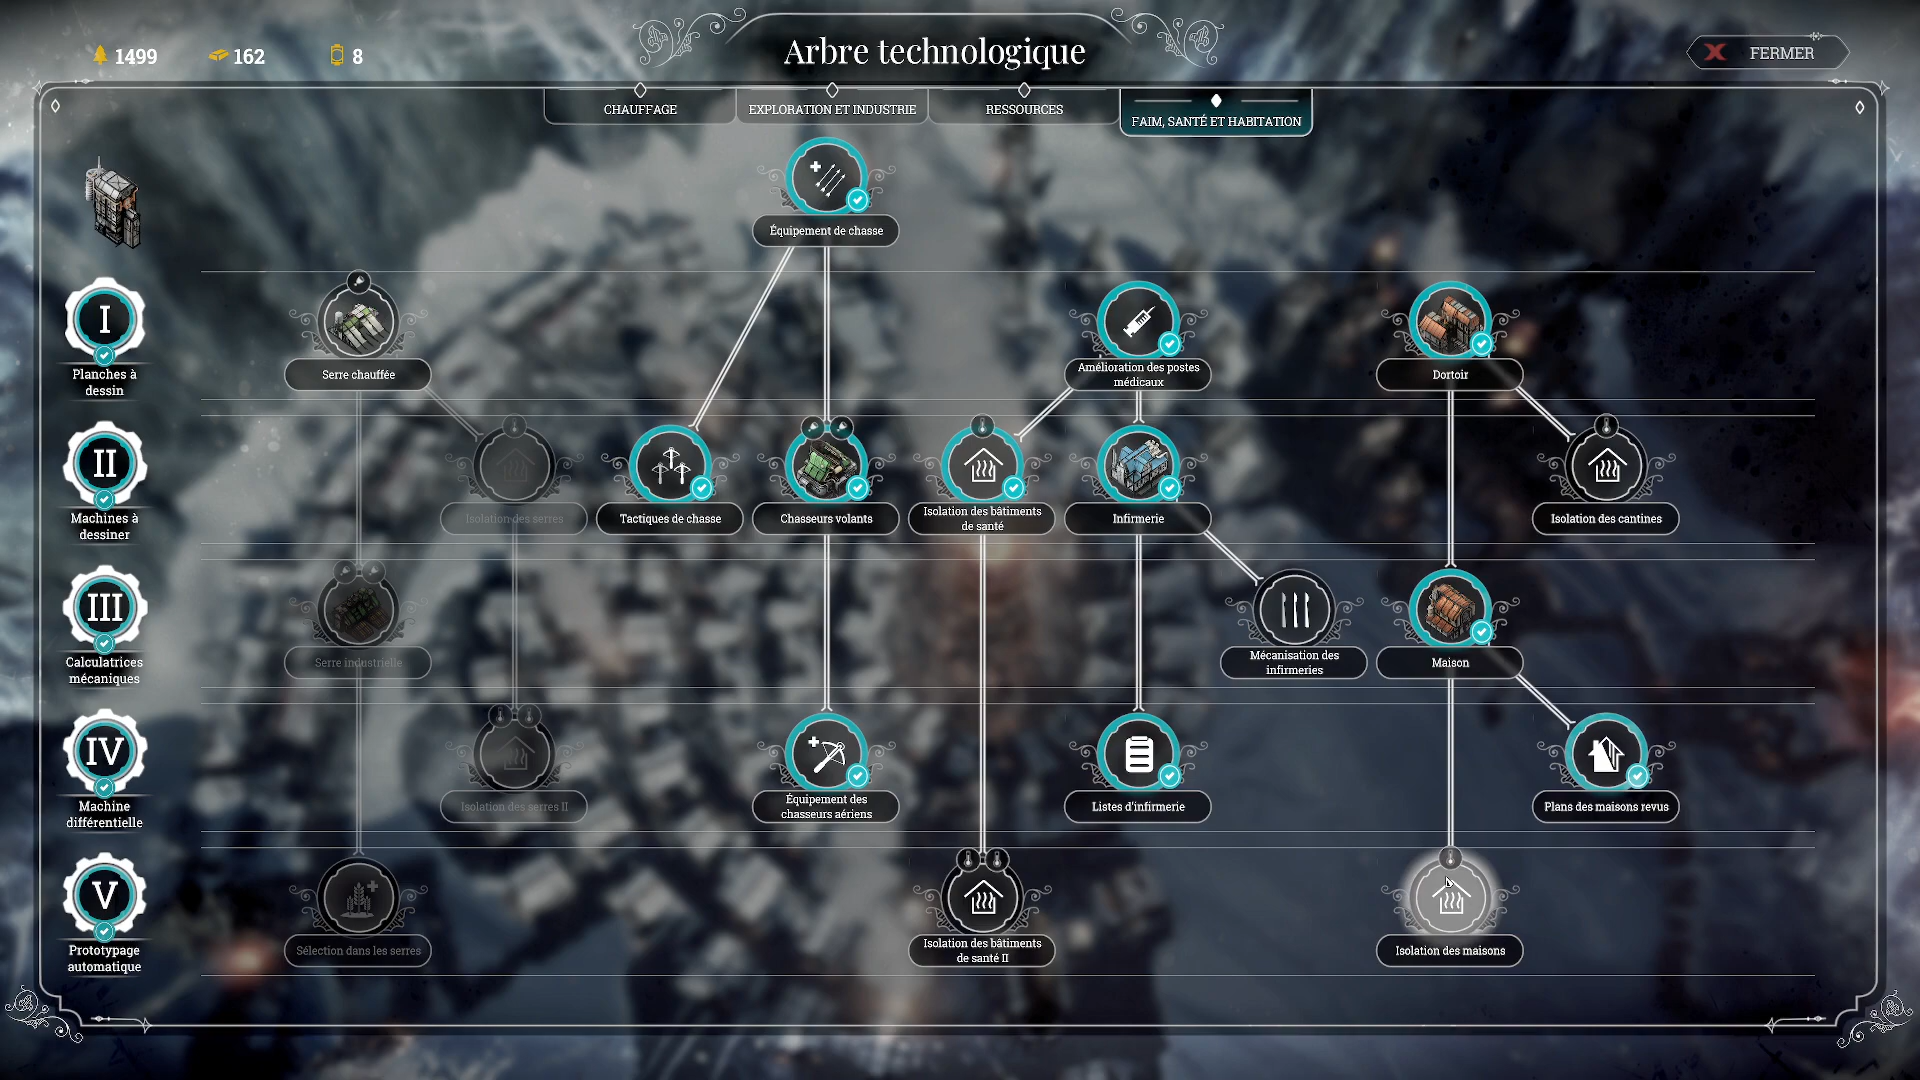 1499
162
8
Arbre technologique
FERMER
CHAUFFAGE
EXPLORATION ET INDUSTRIE
RESSOURCES
FAIM, SANTÉ ET HABITATION
Équipement de chasse
I
Planches à
dessin
Serre chauffée
Amélioration des postes
médicaux
Dortoir
II
Machines à
dessiner
Isolation des serres
Tactiques de chasse
Chasseurs volants
Isolation des bâtiments
de santé
Infirmerie
Isolation des cantines
III
Calculatrices
mécaniques
Serre industrielle
Mécanisation des
infirmeries
Maison
IV
Machine
différentielle
Isolation des serres II
Équipement des
chasseurs aériens
Listes d'infirmerie
Plans des maisons revus
V
Prototypage
automatique
Sélection dans les serres
Isolation des bâtiments
de santé II
Isolation des maisons